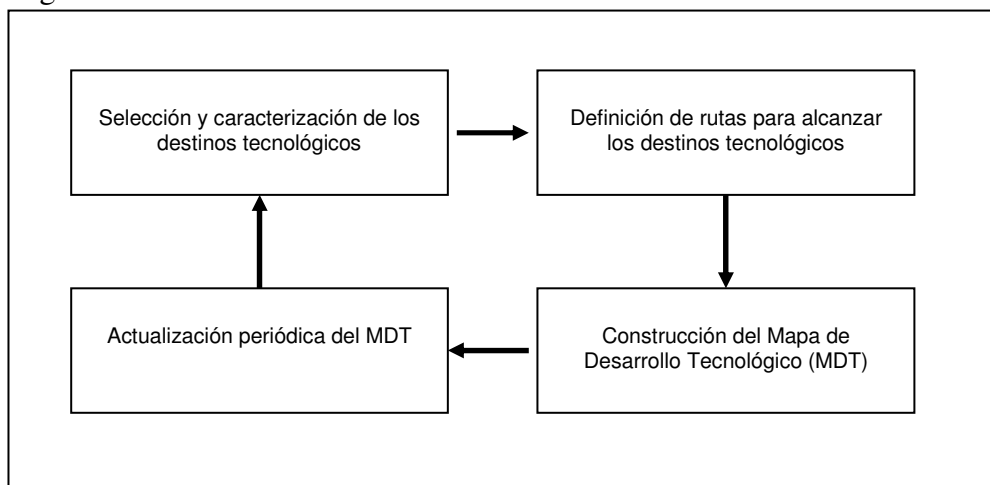 Selección y caracterización de los
destinos tecnológicos
Definición de rutas para alcanzar
los destinos tecnológicos
Actualización periódica del MDT
Construcción del Mapa de
Desarrollo Tecnológico (MDT)